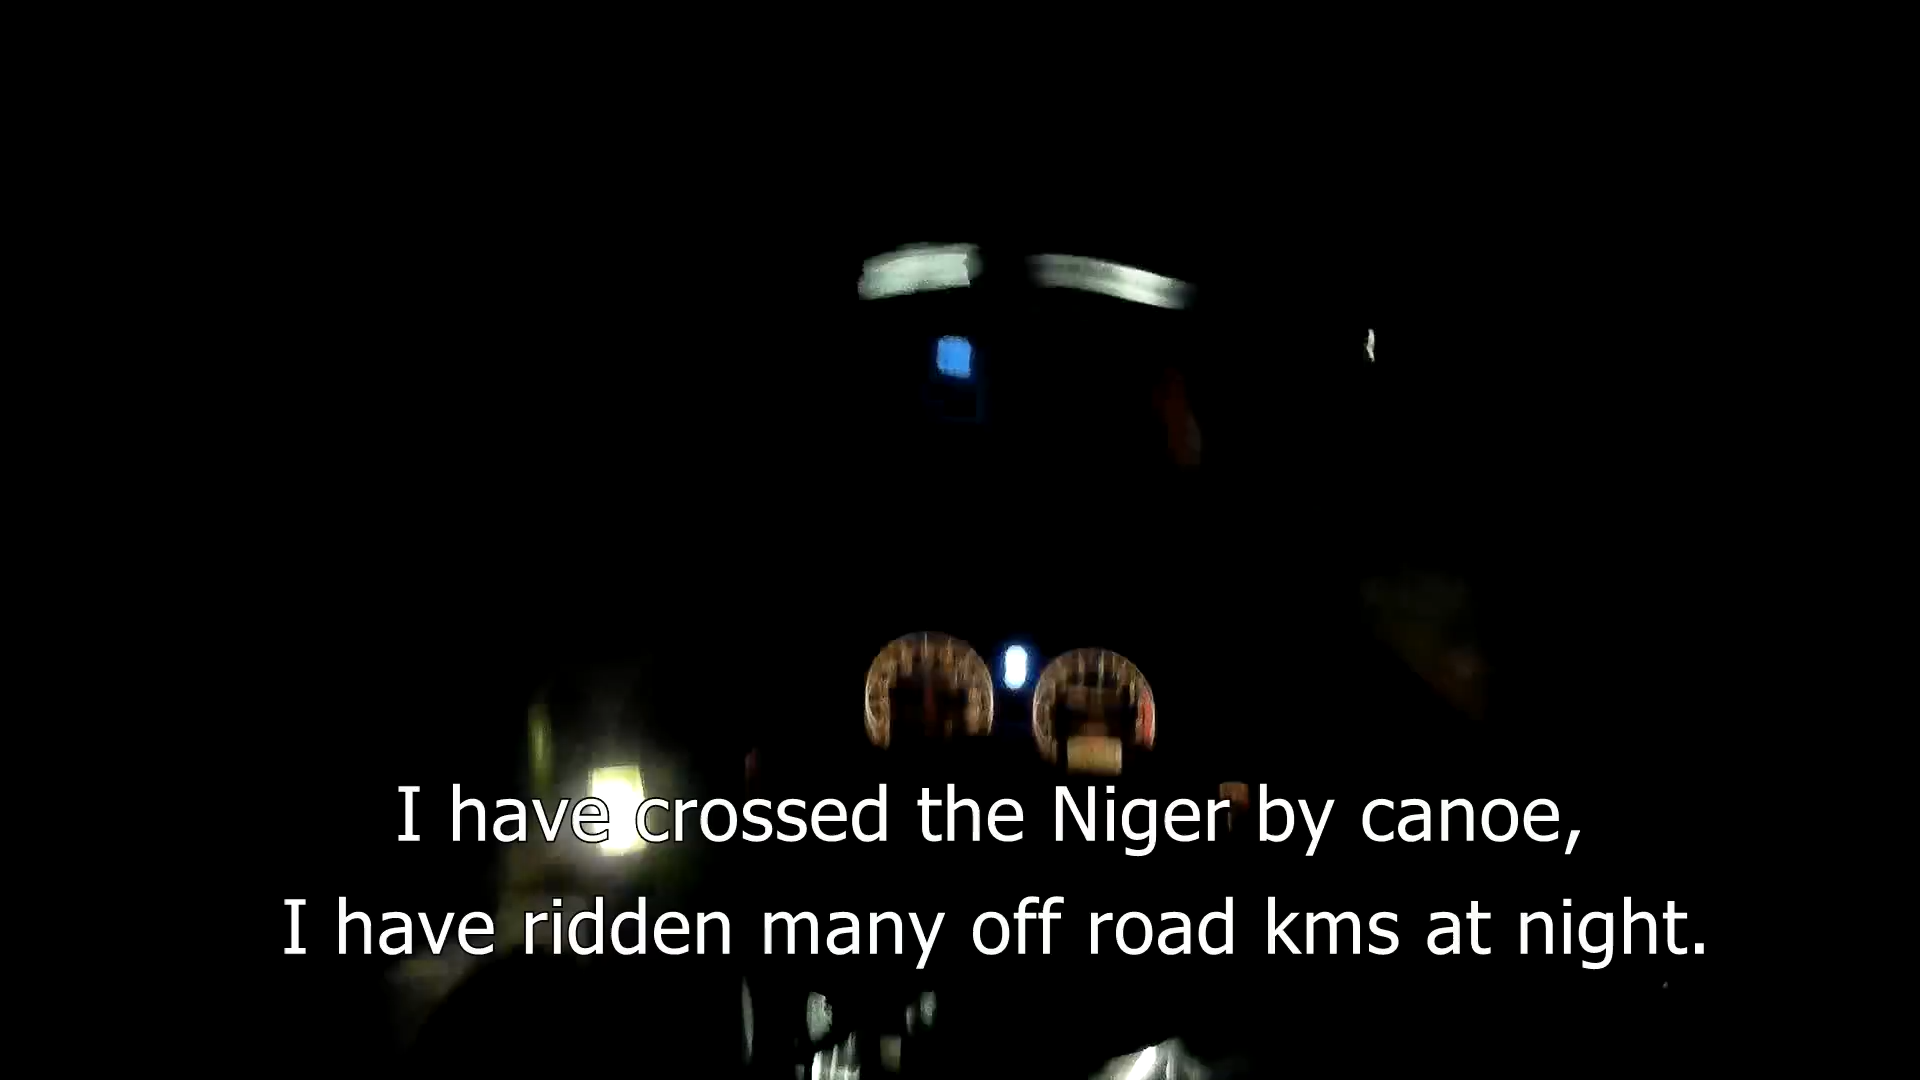 I have crossed the Niger by canoe,
I have ridden many off road kms at night.